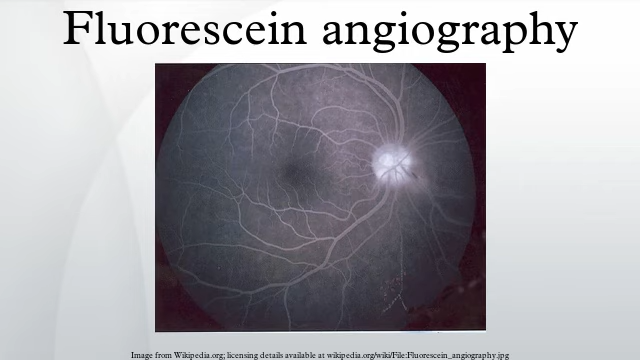 Fluorescein angiography
Image from Wikipedia.org; licensing details available at wikipedia.org/wiki/File:Fluorescein_angiography.jpg